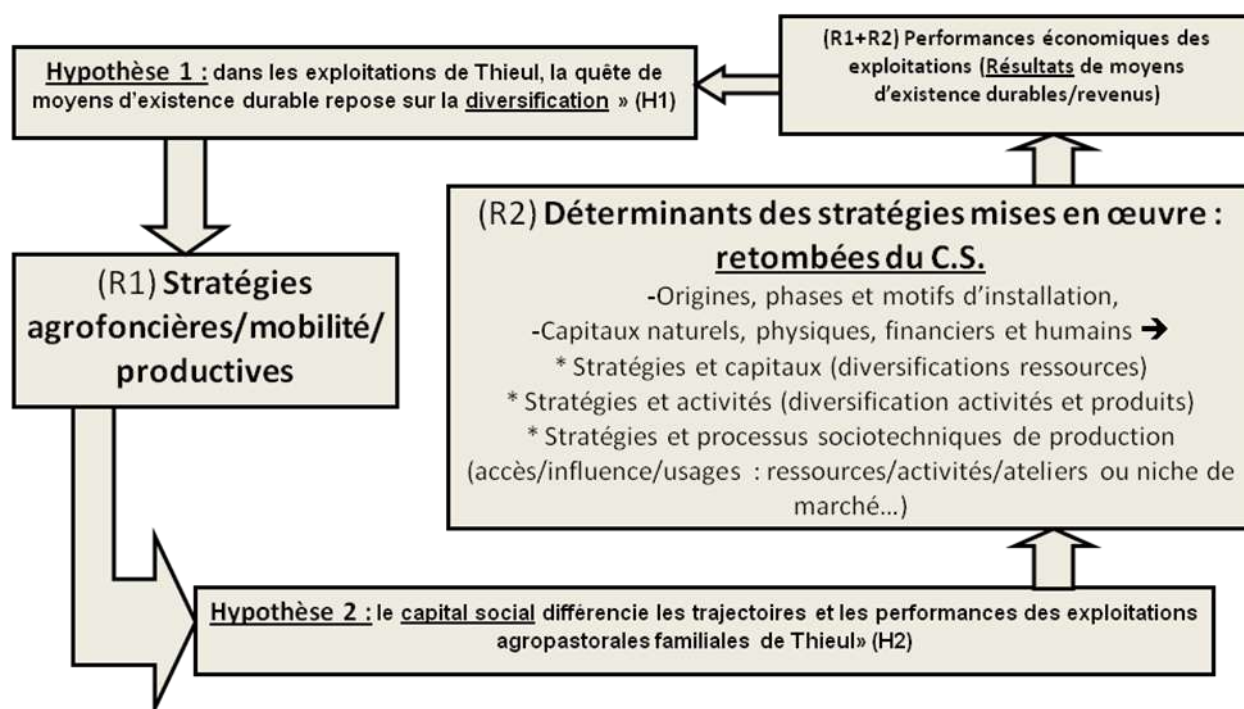 Hypothèse 1 : dans les exploitations de Thieul, la quête de
moyens d'existence durable repose sur la diversification » (H1)
(R1+R2) Performances économiques des
exploitations (Résultats de moyens
d'existence durables/revenus)
(R1) Stratégies
agrofoncières/mobilité/
productives
(R2) Déterminants des stratégies mises en œuvre :
retombées du C.S.
-Origines, phases et motifs d'installation,
-Capitaux naturels, physiques, financiers et humains ➔
* Stratégies et capitaux (diversifications ressources)
* Stratégies et activités (diversification activités et produits)
* Stratégies et processus sociotechniques de production
(accès/influence/usages : ressources/activités/ateliers ou niche de
marché…)
Hypothèse 2 : le capital social différencie les trajectoires et les performances des exploitations
agropastorales familiales de Thieul» (H2)